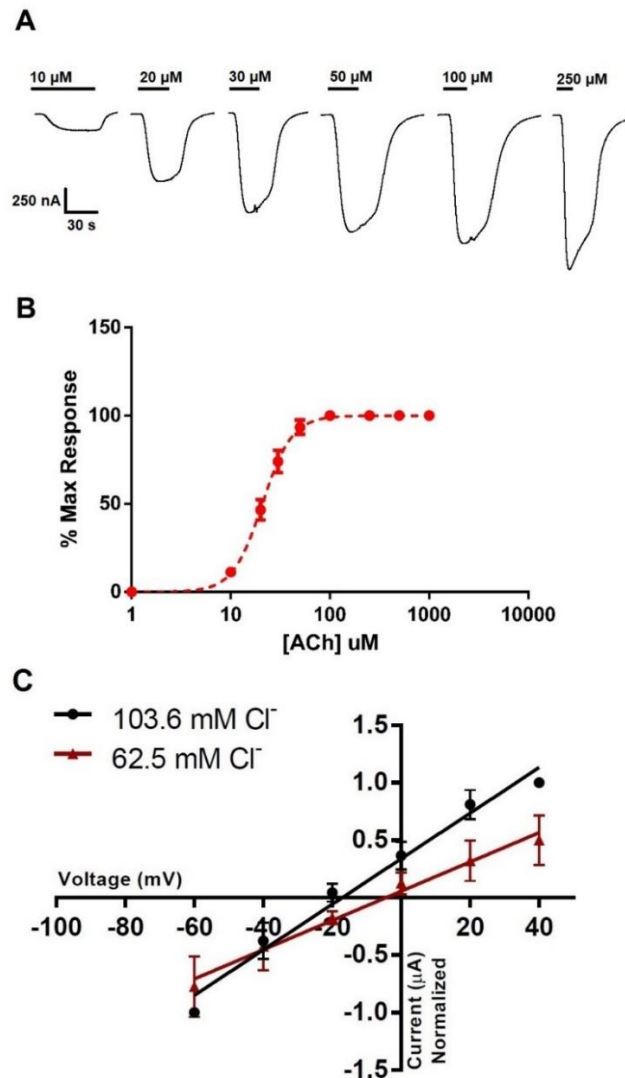 A
10 µM 20 µM 30 µM 50 µM 100 µM 250 µM
250 nA
30 s
B
150
100
50
0
% Max Response
1 10 100 1000 10000
[ACh] uM
C
103.6 mM Cl⁻
62.5 mM Cl⁻
1.5
1.0
0.5
Voltage (mV)
-100 -80 -60 -40 -20 0 20 40
-0.5
-1.0
-1.5
Current (µA)
Normalized